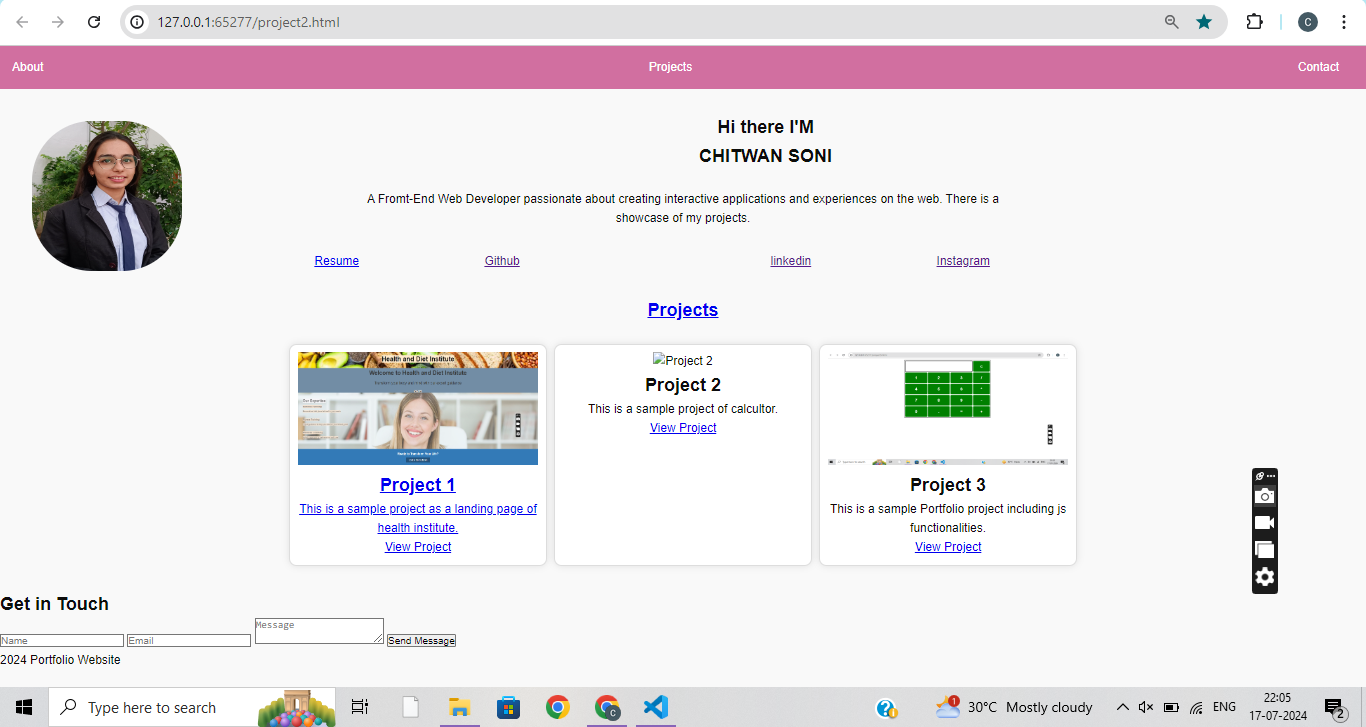 127.0.0.1:65277/project2.html
C
About
Projects
Contact
Hi there I'M
CHITWAN SONI
A Fromt-End Web Developer passionate about creating interactive applications and experiences on the web. There is a
showcase of my projects.
Resume
Github
linkedin
Instagram
Projects
Health and Diet Institute
Welcome to Health and Diet Institute
Project 1
This is a sample project as a landing page of
health institute.
View Project
Project 2
Project 2
This is a sample project of calcultor.
View Project
Project 3
This is a sample Portfolio project including js
functionalities.
View Project
Get in Touch
Name
Email
Message
Send Message
2024 Portfolio Website
Type here to search
C
1
30°C Mostly cloudy
ENG
22:05
17-07-2024
2